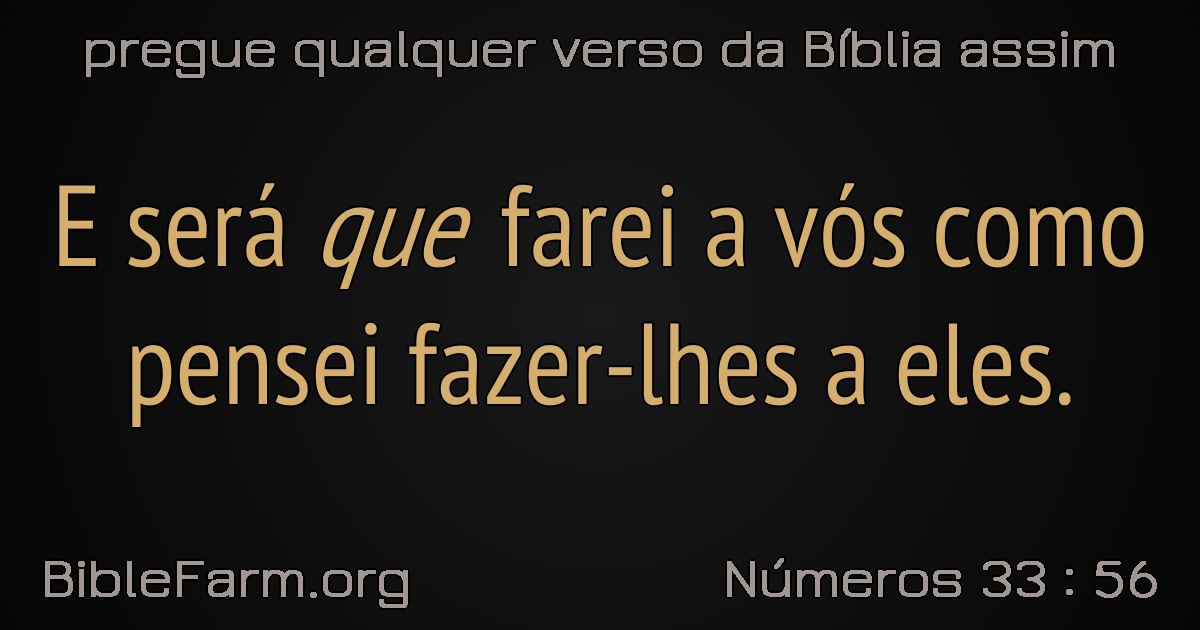 pregue qualquer verso da Bíblia assim
E será que farei a vós como
pensei fazer-lhes a eles.
BibleFarm.org
Números 33 : 56